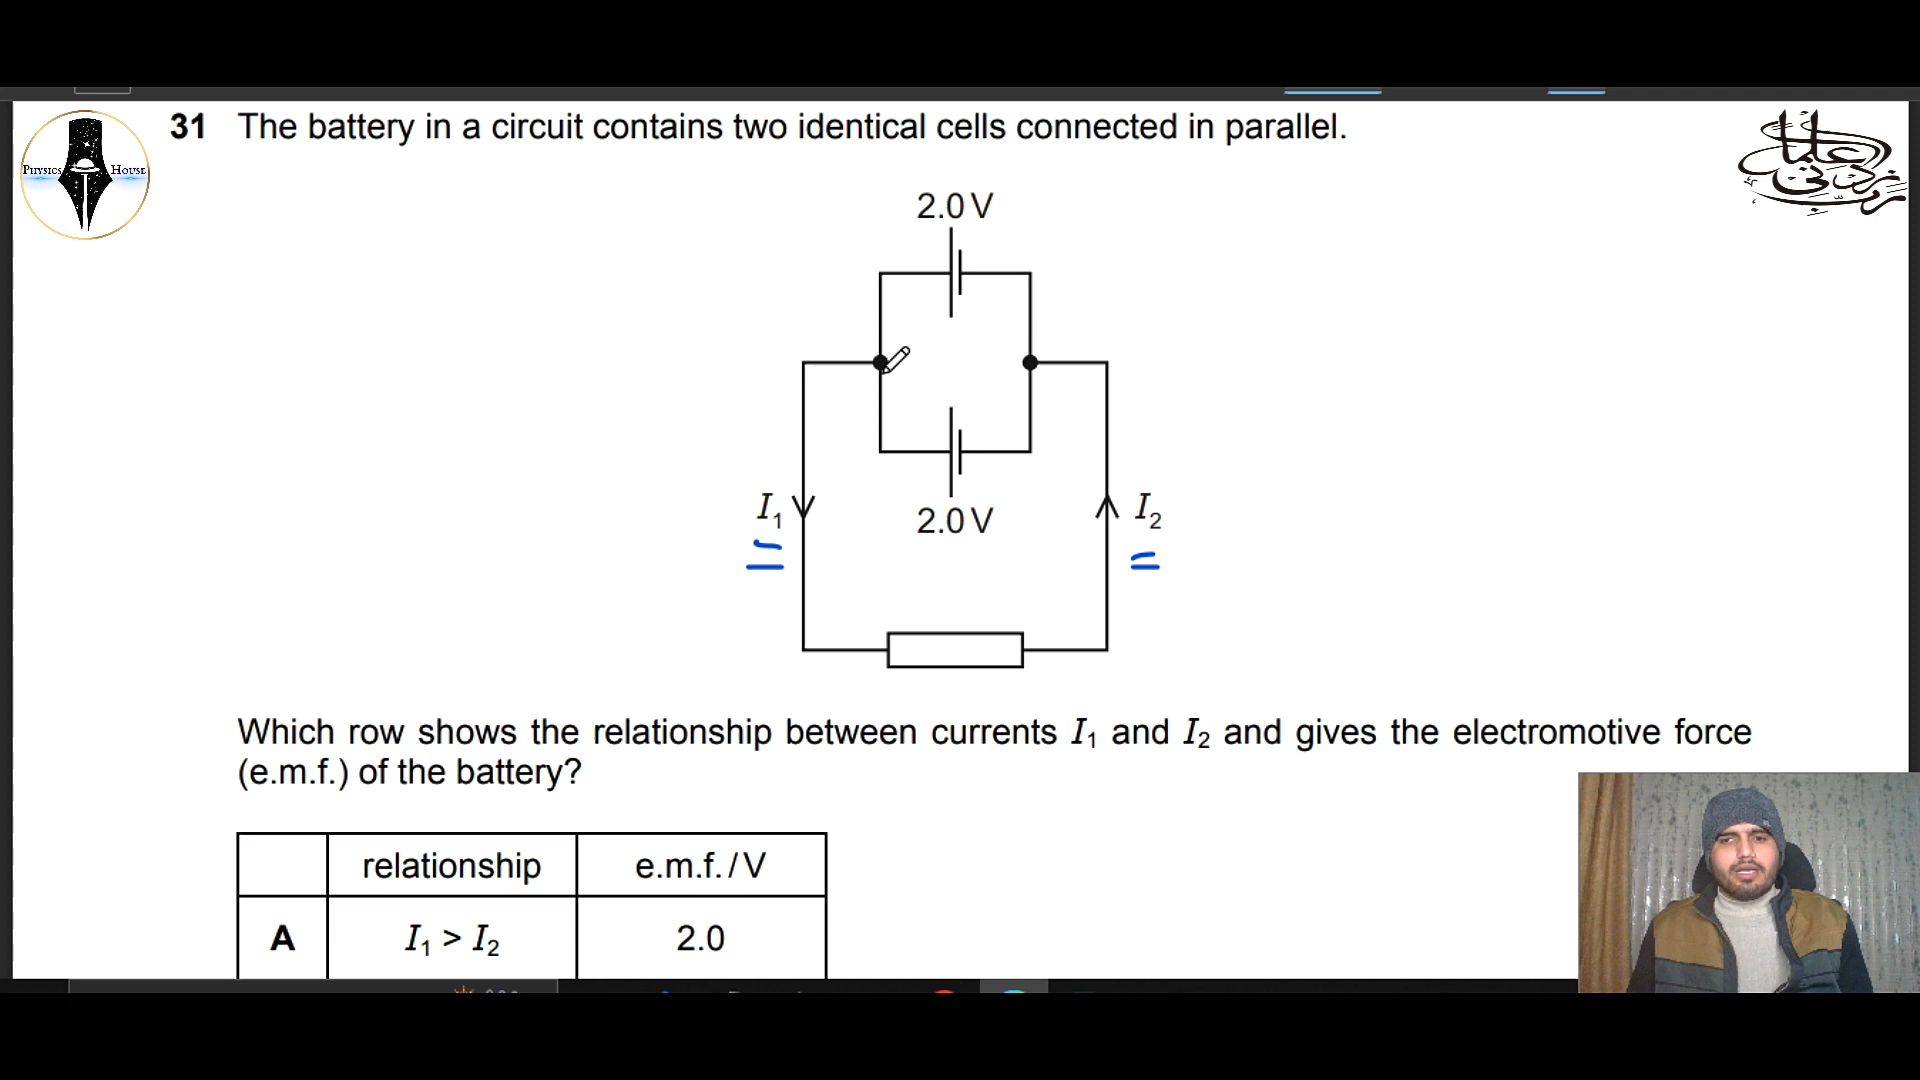 PHYSICS HOUSE
31 The battery in a circuit contains two identical cells connected in parallel.
2.0 V
I₁
2.0 V
I₂
Which row shows the relationship between currents I₁ and I₂ and gives the electromotive force
(e.m.f.) of the battery?
relationship e.m.f. / V
A I₁ > I₂ 2.0